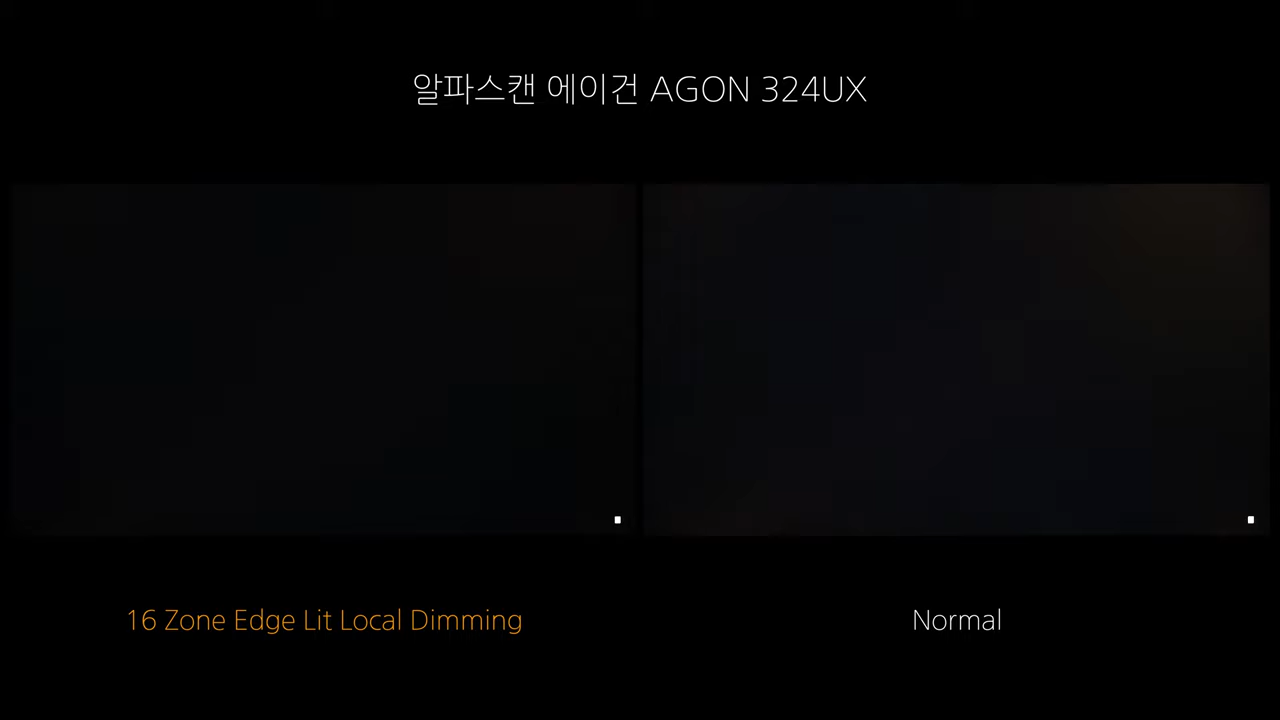 알파스캔 에이건 AGON 324UX
16 Zone Edge Lit Local Dimming
Normal